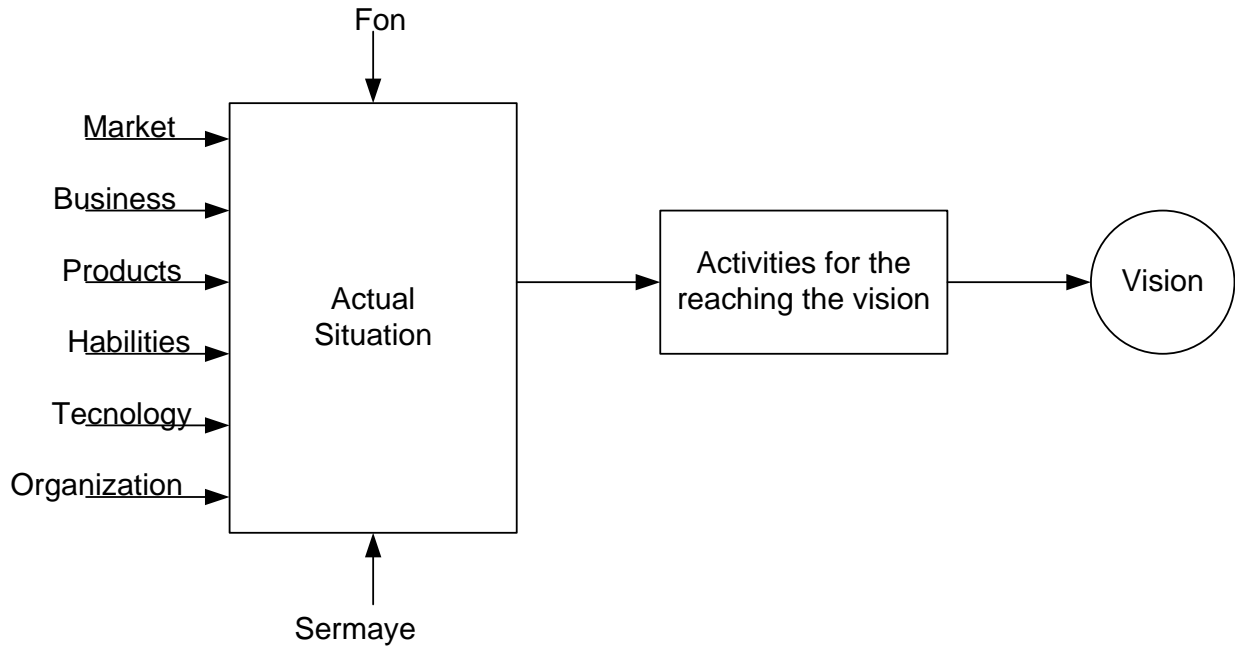 Fon
Market
Business
Products
Habilities
Tecnology
Organization
Actual
Situation
Activities for the
reaching the vision
Vision
Sermaye